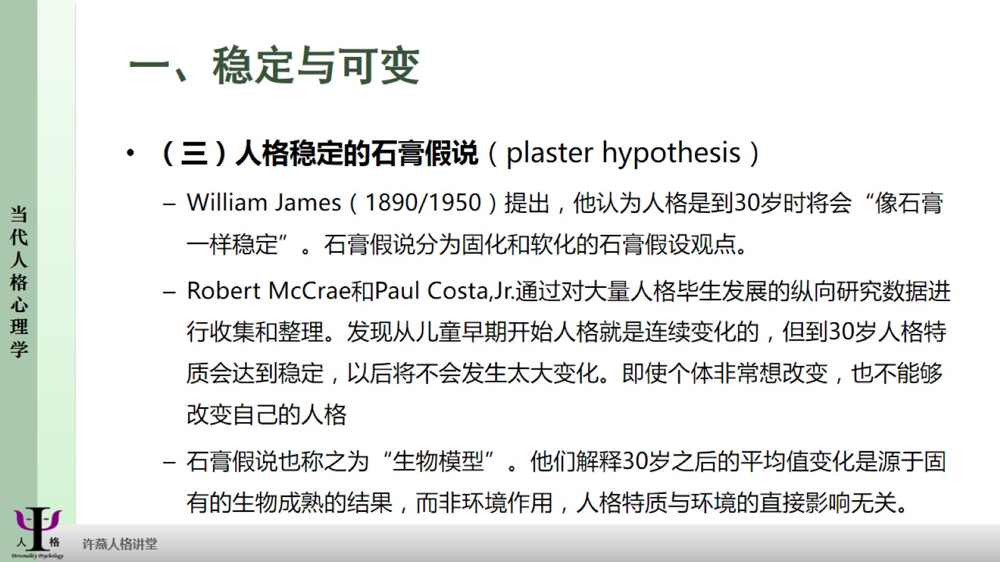 一、稳定与可变
• （三）人格稳定的石膏假说（plaster hypothesis）
– William James（1890/1950）提出，他认为人格是到30岁时将会“像石膏
一样稳定”。石膏假说分为固化和软化的石膏假设观点。
– Robert McCrae和Paul Costa,Jr.通过对大量人格毕生发展的纵向研究数据进
行收集和整理。发现从儿童早期开始人格就是连续变化的，但到30岁人格特
质会达到稳定，以后将不会发生太大变化。即使个体非常想改变，也不能够
改变自己的人格
– 石膏假说也称之为“生物模型”。他们解释30岁之后的平均值变化是源于固
有的生物成熟的结果，而非环境作用，人格特质与环境的直接影响无关。
当代人格心理学
人格
Personality Psychology
许燕人格讲堂